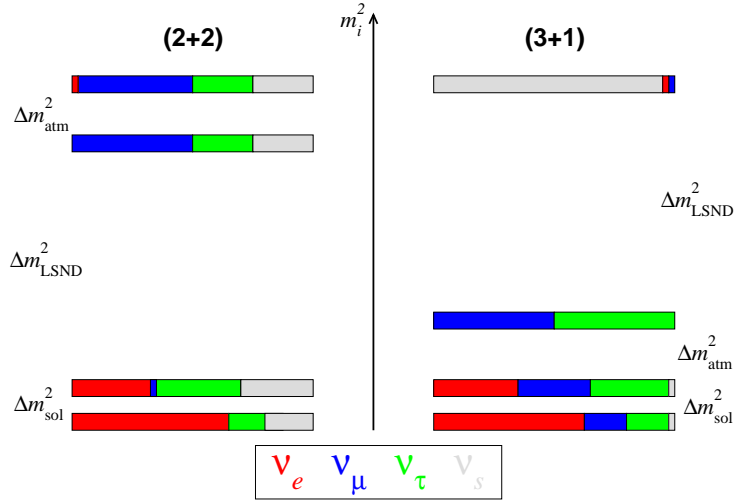 (2+2)
m_i^2
(3+1)
Δm^2_atm
Δm^2_LSND
Δm^2_sol
Δm^2_LSND
Δm^2_atm
Δm^2_sol
ν_e ν_μ ν_τ ν_s